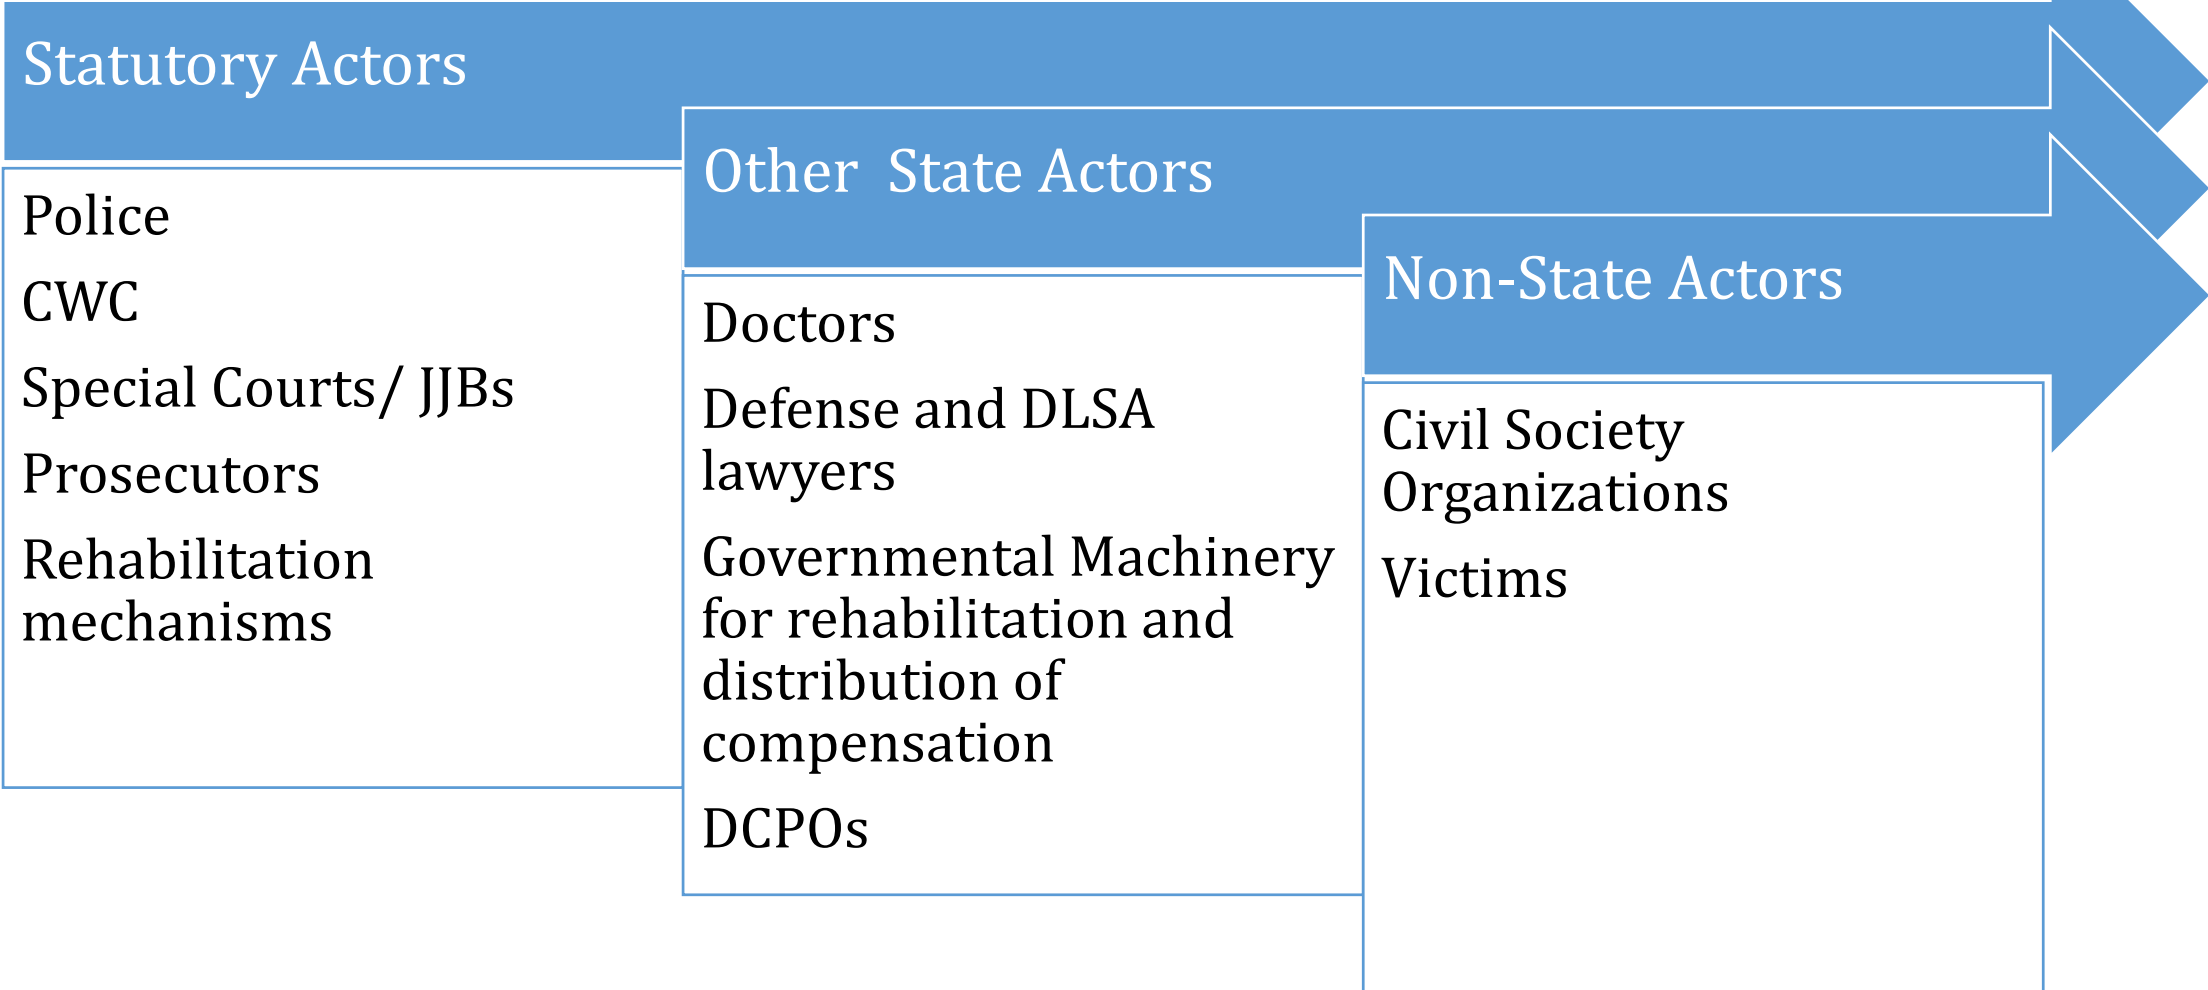 Statutory Actors
Police
CWC
Special Courts/ JJBs
Prosecutors
Rehabilitation
mechanisms
Other  State Actors
Doctors
Defense and DLSA
lawyers
Governmental Machinery
for rehabilitation and
distribution of
compensation
DCPOs
Non-State Actors
Civil Society
Organizations
Victims